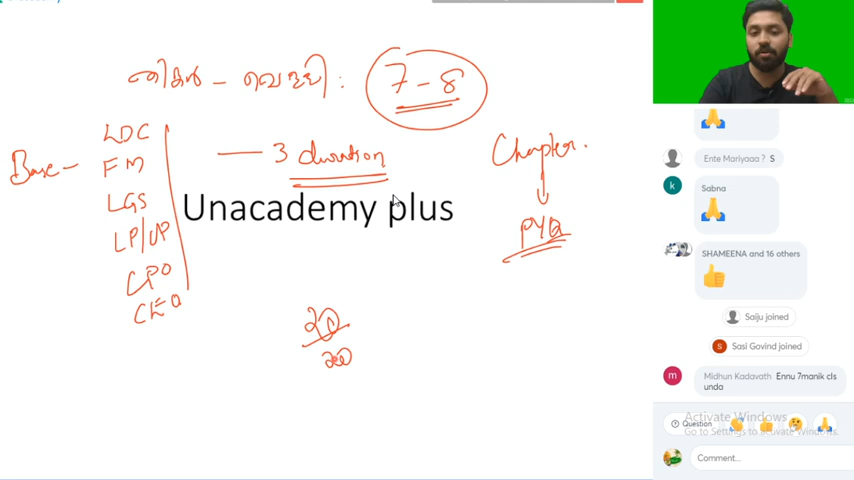 തിങ്കൾ - വെള്ളി : 7 - 8
Base - LDC
FM
LGS
LP/UP
CPO
CEO
3 duration
Chapter.
PYQ
Unacademy plus
20
Ente Mariyaaa ? S
Sabna
SHAMEENA and 16 others
Saiju joined
Sasi Govind joined
Midhun Kadavath Ennu 7manik cls
unda
Activate Windows
Question
Go to Settings to activate Windows.
Comment...